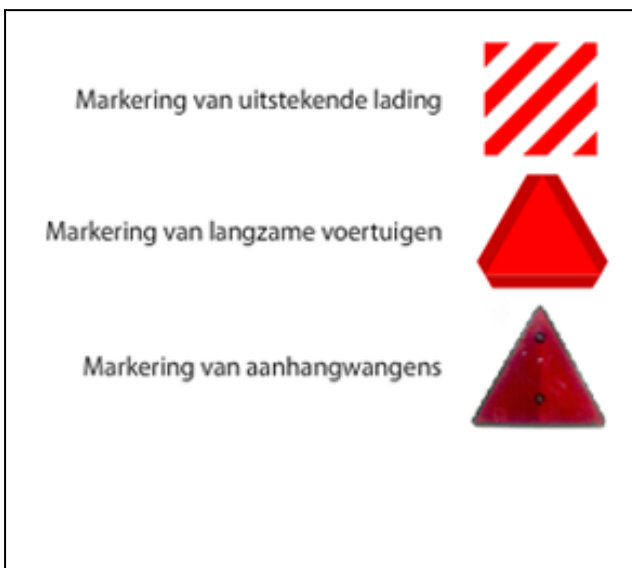 Markering van uitstekende lading
Markering van langzame voertuigen
Markering van aanhangwangens